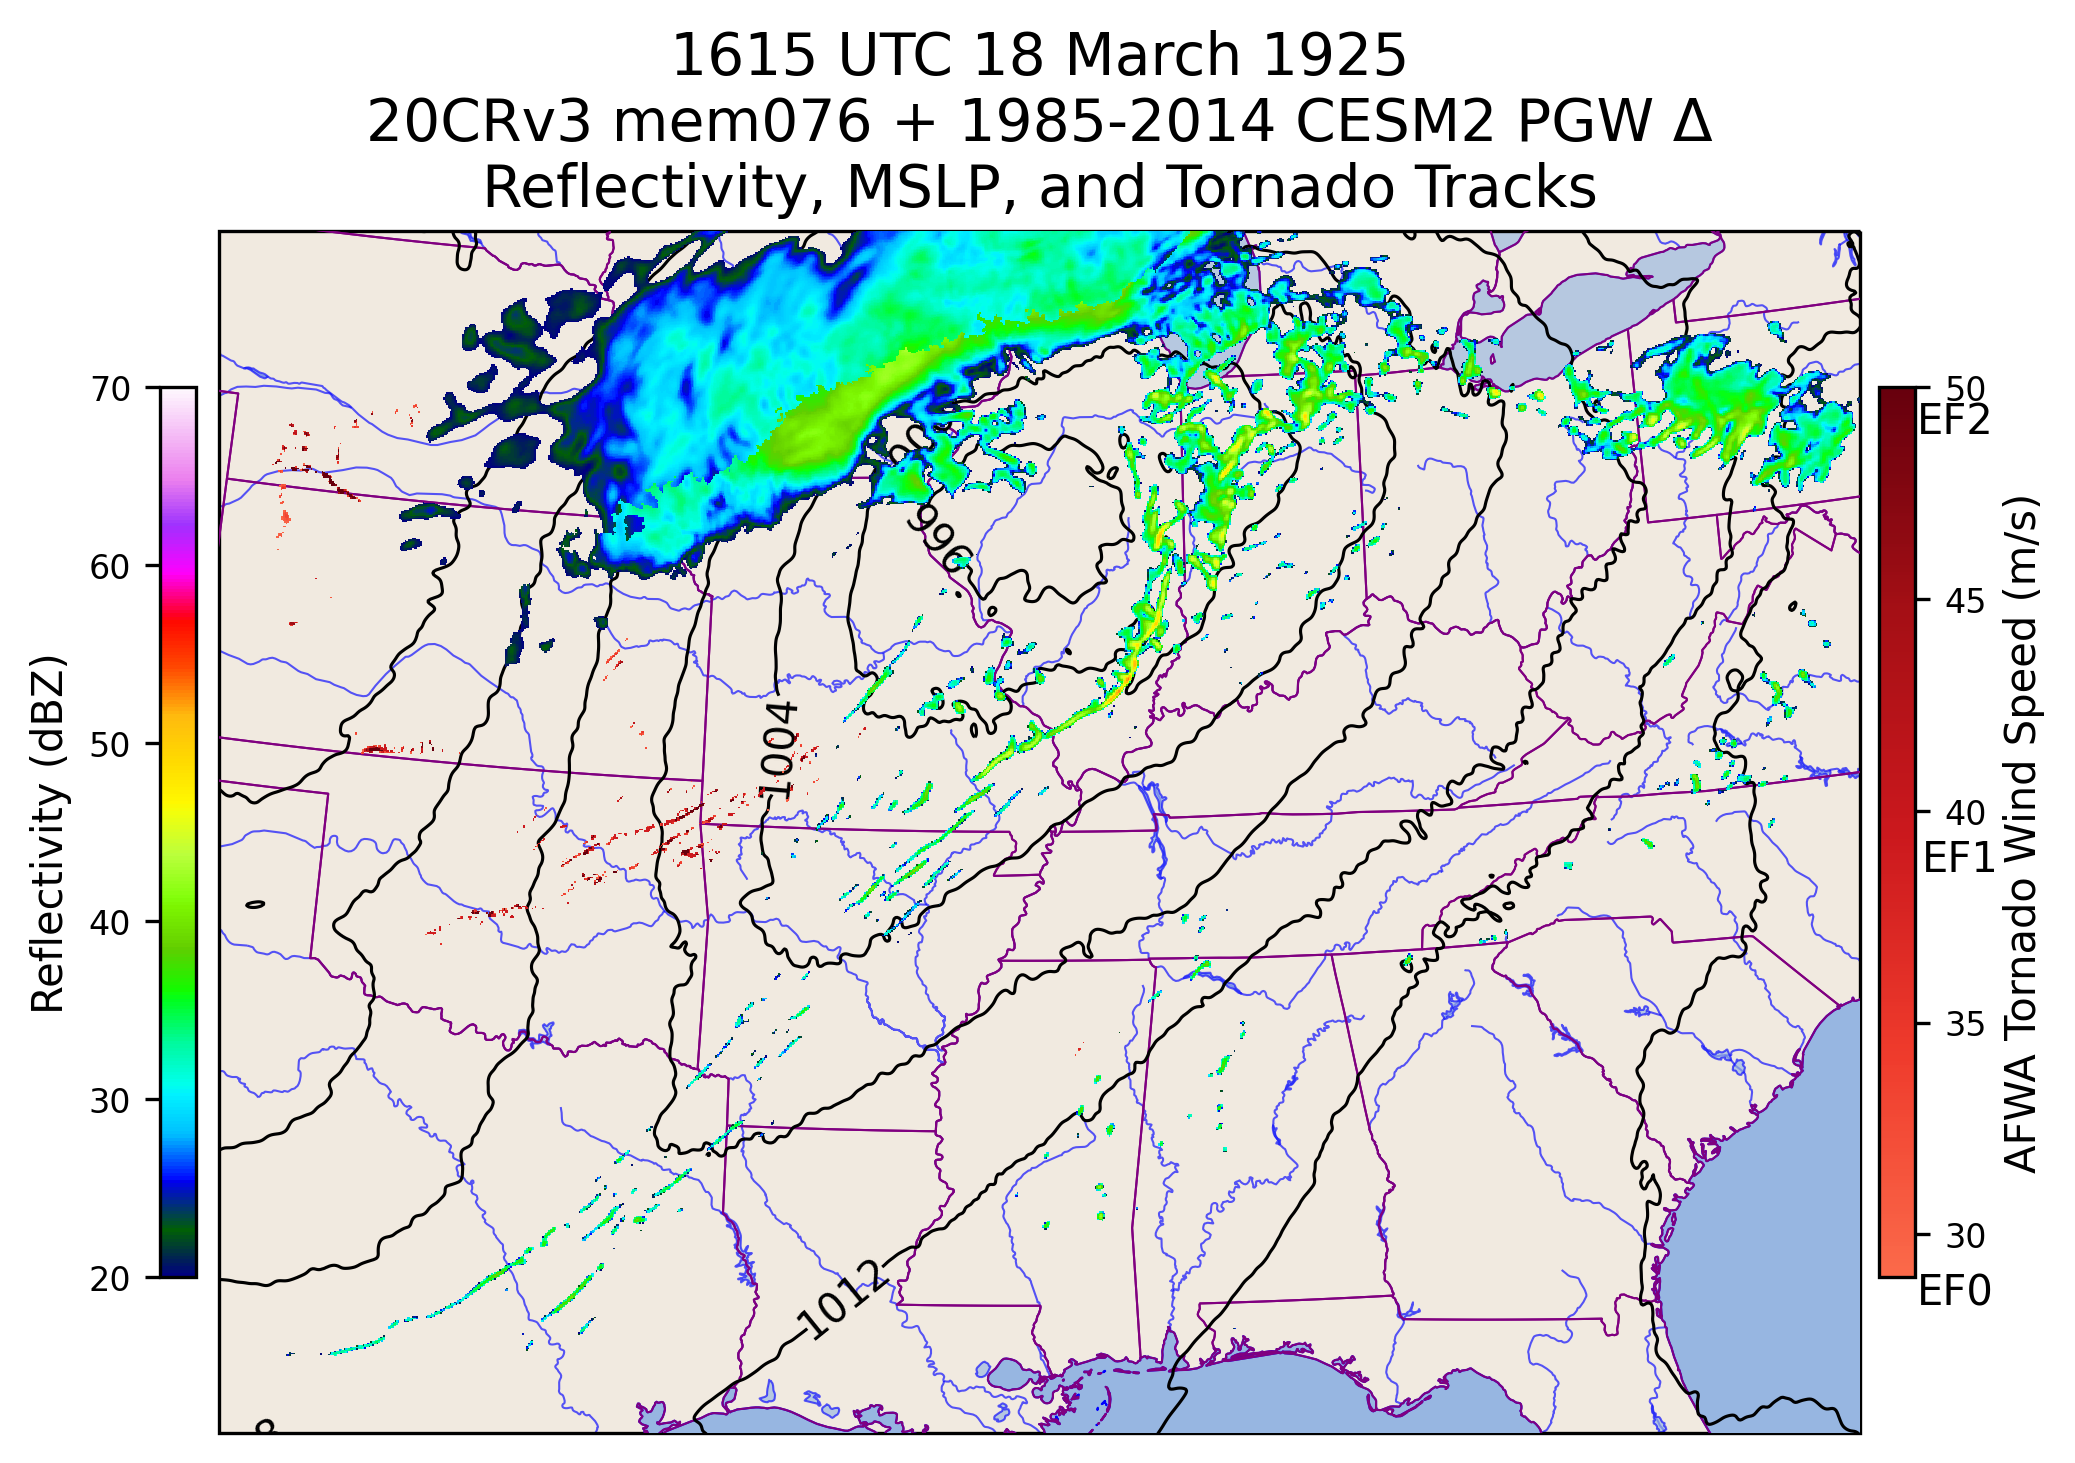 1615 UTC 18 March 1925
20CRv3 mem076 + 1985-2014 CESM2 PGW Δ
Reflectivity, MSLP, and Tornado Tracks
70
60
50
40
30
20
Reflectivity (dBZ)
996
1004
1012
50
EF2
45
40
EF1
35
30
EF0
AFWA Tornado Wind Speed (m/s)